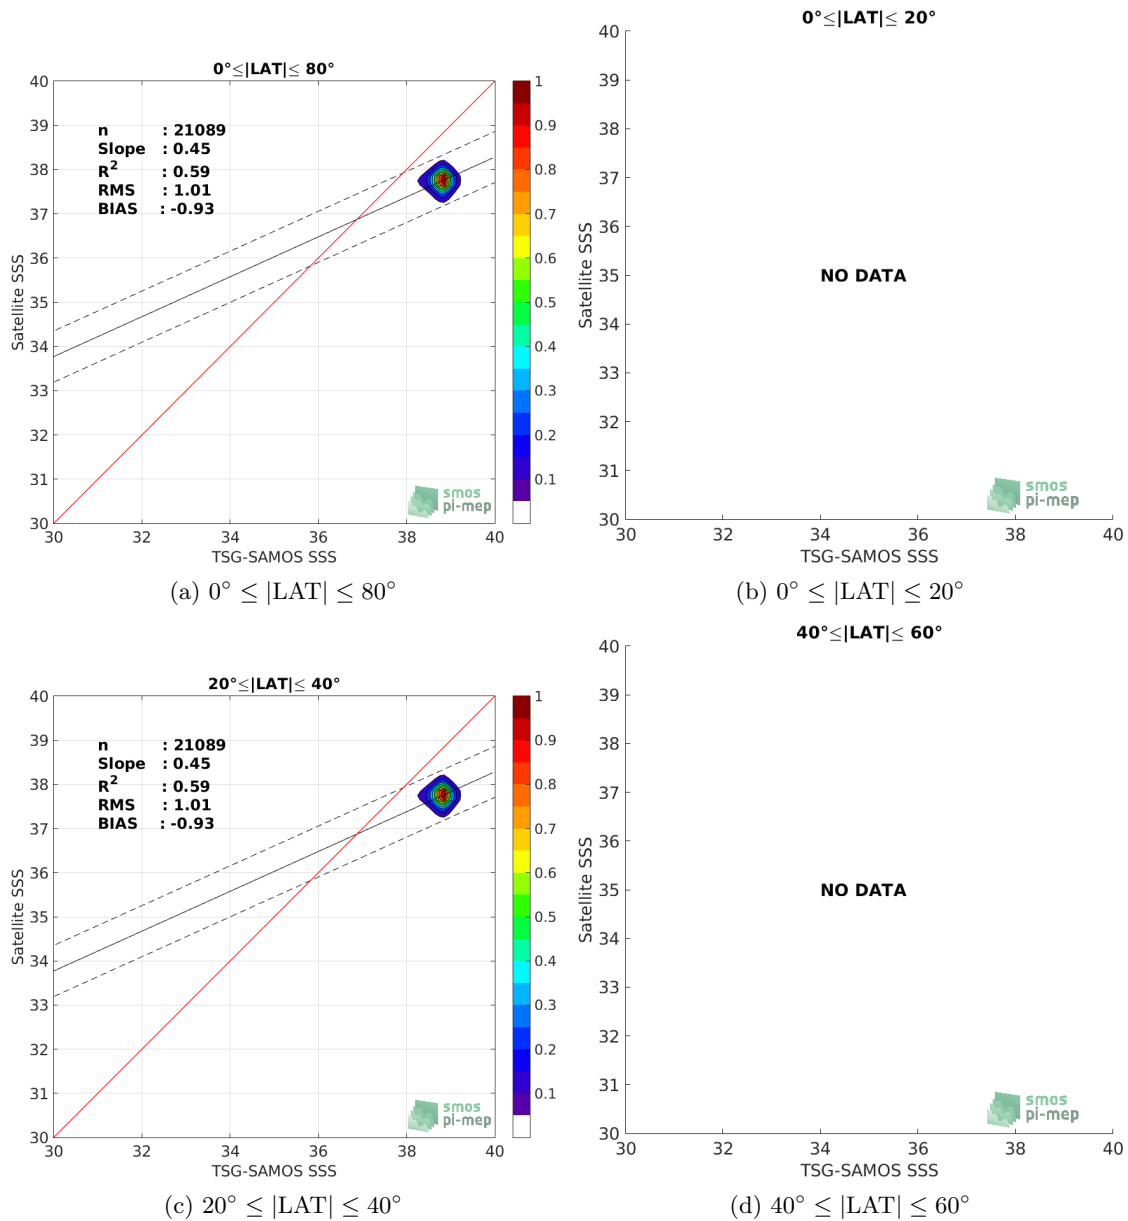 0°≤|LAT|≤ 80°
40
39
38
37
36
35
34
33
32
31
30
Satellite SSS
n : 21089
Slope : 0.45
R2 : 0.59
RMS : 1.01
BIAS : -0.93
smos
pi-mep
30 32 34 36 38 40
TSG-SAMOS SSS
1
0.9
0.8
0.7
0.6
0.5
0.4
0.3
0.2
0.1
(a) 0° ≤ |LAT| ≤ 80°
0°≤|LAT|≤ 20°
40
39
38
37
36
35
34
33
32
31
30
Satellite SSS
NO DATA
smos
pi-mep
30 32 34 36 38 40
TSG-SAMOS SSS
(b) 0° ≤ |LAT| ≤ 20°
20°≤|LAT|≤ 40°
40
39
38
37
36
35
34
33
32
31
30
Satellite SSS
n : 21089
Slope : 0.45
R2 : 0.59
RMS : 1.01
BIAS : -0.93
smos
pi-mep
30 32 34 36 38 40
TSG-SAMOS SSS
1
0.9
0.8
0.7
0.6
0.5
0.4
0.3
0.2
0.1
(c) 20° ≤ |LAT| ≤ 40°
40°≤|LAT|≤ 60°
40
39
38
37
36
35
34
33
32
31
30
Satellite SSS
NO DATA
smos
pi-mep
30 32 34 36 38 40
TSG-SAMOS SSS
(d) 40° ≤ |LAT| ≤ 60°